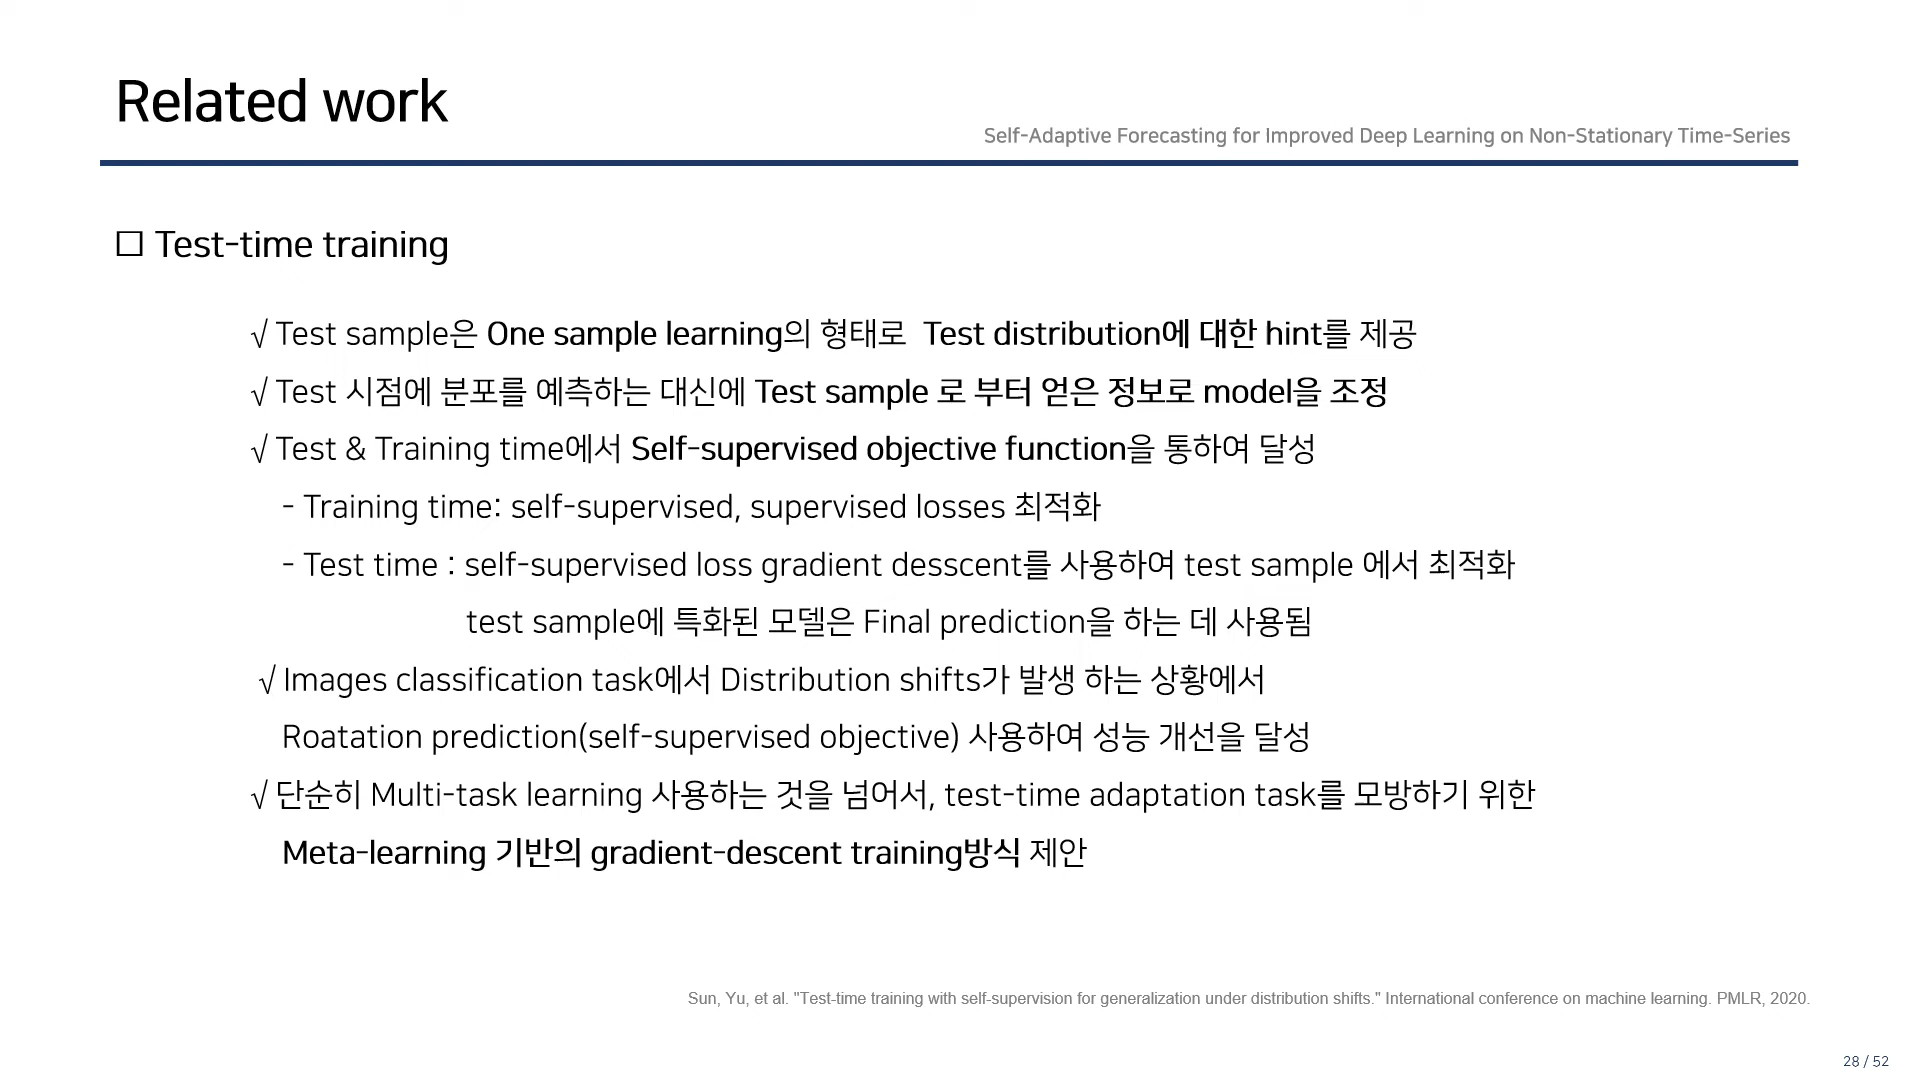 Related work
Self-Adaptive Forecasting for Improved Deep Learning on Non-Stationary Time-Series
□ Test-time training
√ Test sample은 One sample learning의 형태로 Test distribution에 대한 hint를 제공
√ Test 시점에 분포를 예측하는 대신에 Test sample 로 부터 얻은 정보로 model을 조정
√ Test & Training time에서 Self-supervised objective function을 통하여 달성
- Training time: self-supervised, supervised losses 최적화
- Test time : self-supervised loss gradient desscent를 사용하여 test sample 에서 최적화
test sample에 특화된 모델은 Final prediction을 하는 데 사용됨
√ Images classification task에서 Distribution shifts가 발생 하는 상황에서
Roatation prediction(self-supervised objective) 사용하여 성능 개선을 달성
√ 단순히 Multi-task learning 사용하는 것을 넘어서, test-time adaptation task를 모방하기 위한
Meta-learning 기반의 gradient-descent training방식 제안
Sun, Yu, et al. "Test-time training with self-supervision for generalization under distribution shifts." International conference on machine learning. PMLR, 2020.
28 / 52